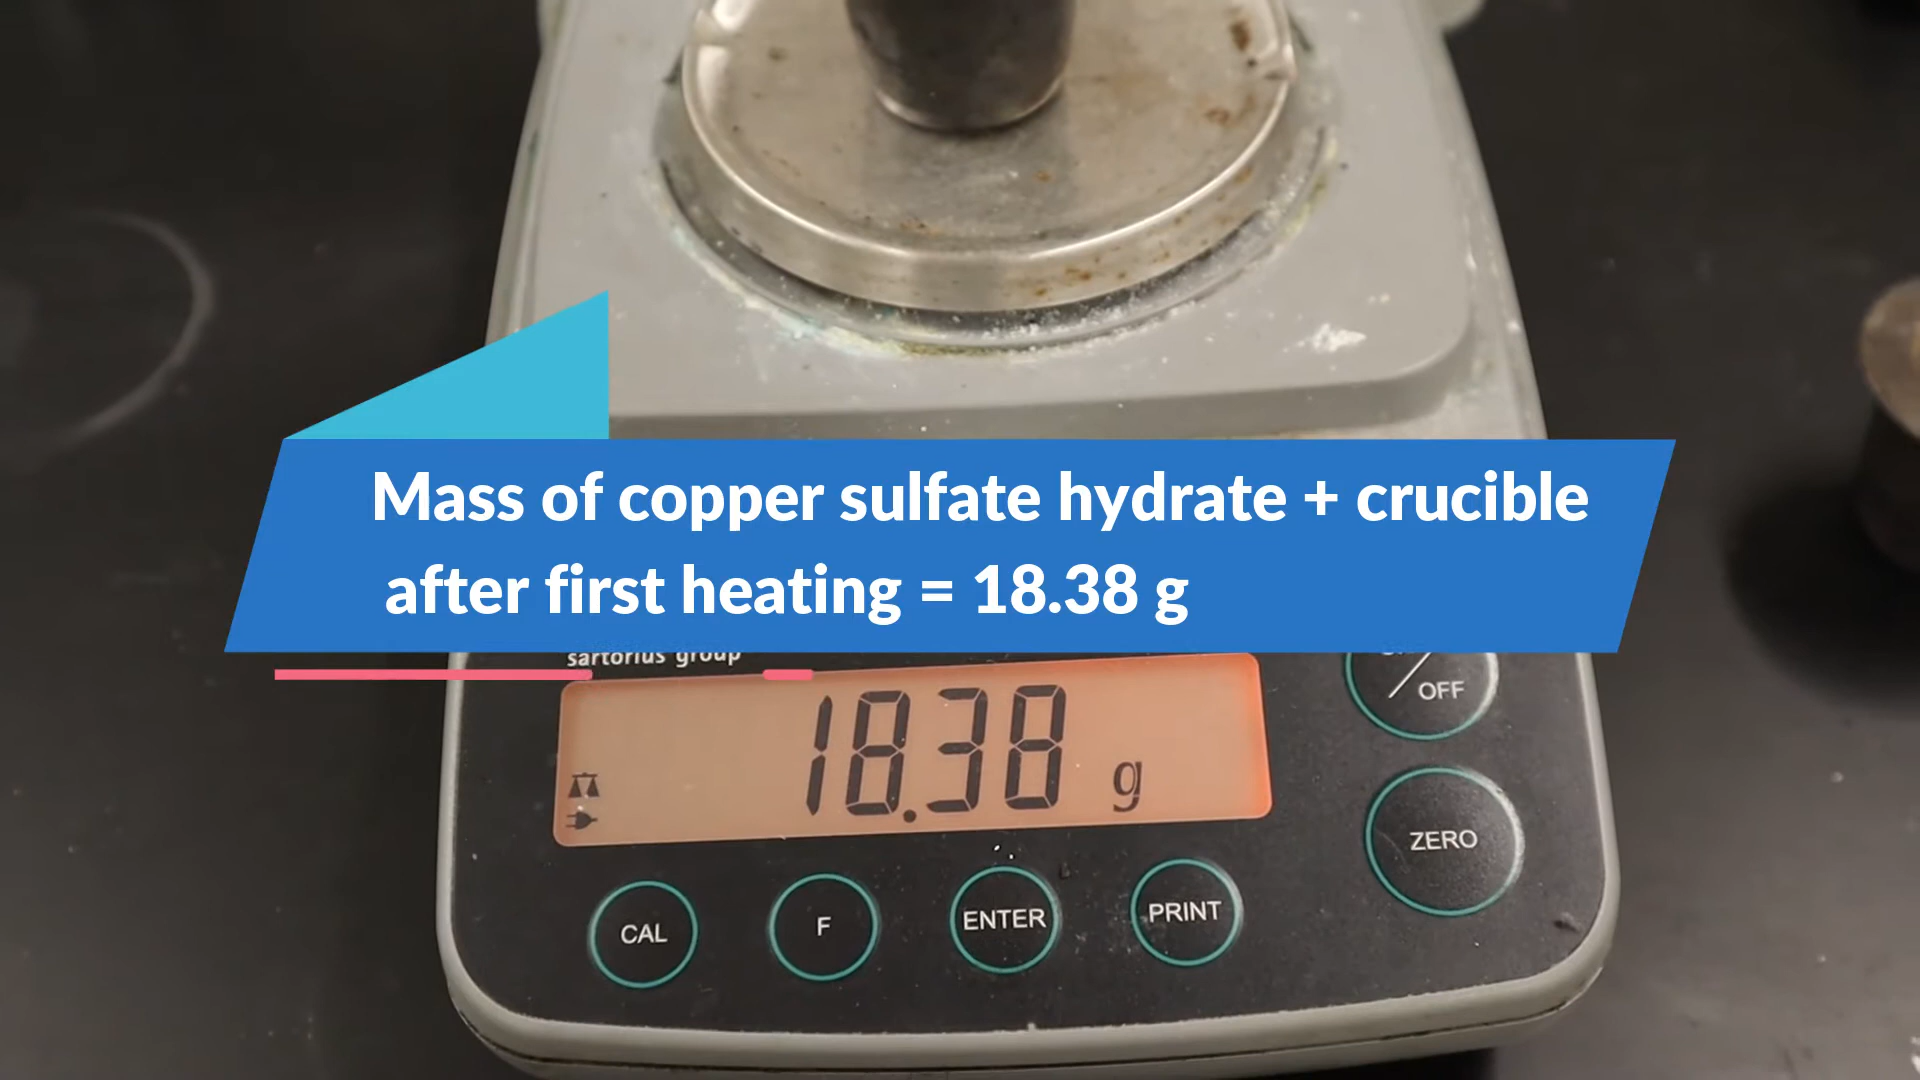 Mass of copper sulfate hydrate + crucible
after first heating = 18.38 g
sartorius group
OFF
18.38 g
ZERO
CAL
F
ENTER
PRINT